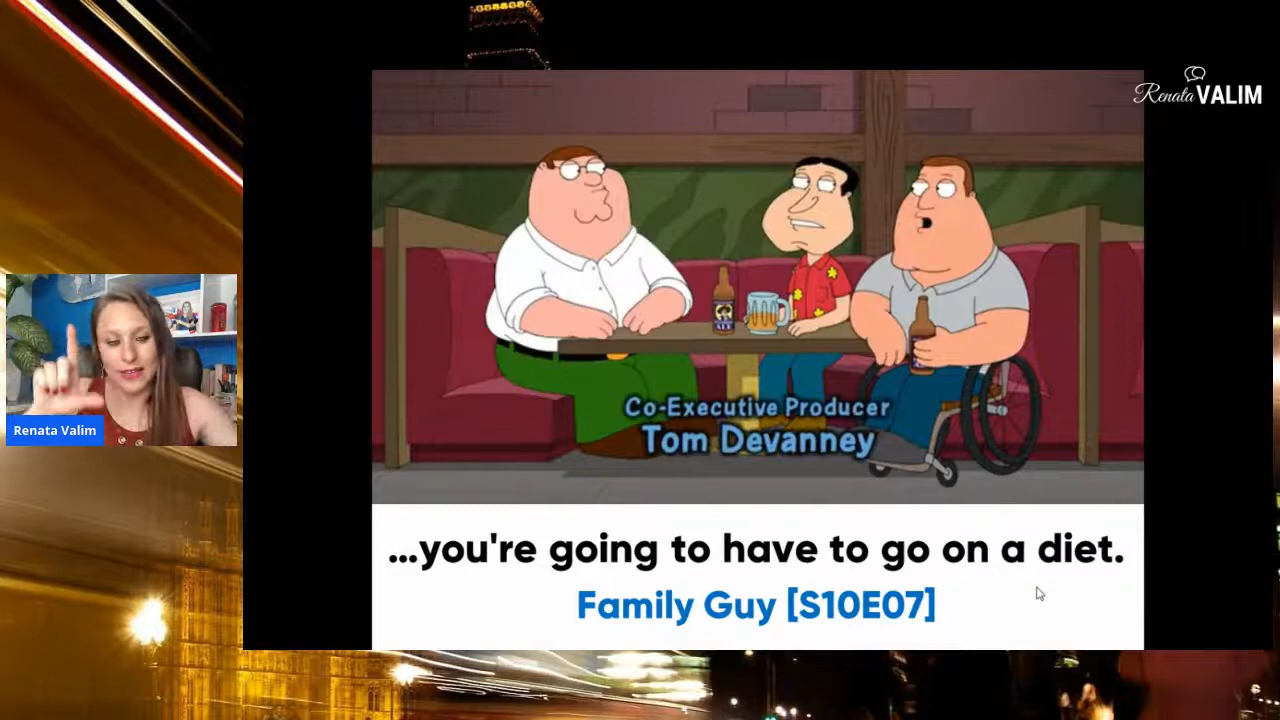 Renata VALIM
Renata Valim
ALE
Co-Executive Producer
Tom Devanney
...you're going to have to go on a diet.
Family Guy [S10E07]